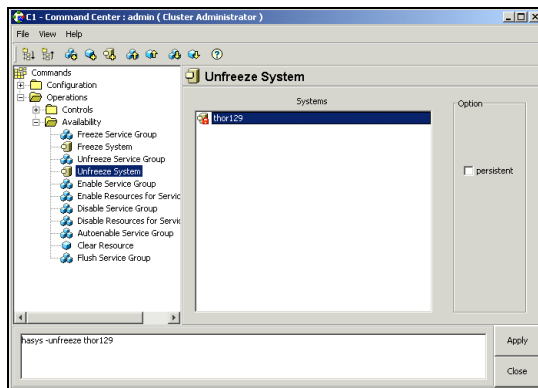 C1 - Command Center : admin ( Cluster Administrator )
File View Help
Commands
Configuration
Operations
Controls
Availability
Freeze Service Group
Freeze System
Unfreeze Service Group
Unfreeze System
Enable Service Group
Enable Resources for Servic
Disable Service Group
Disable Resources for Servic
Autoenable Service Group
Clear Resource
Flush Service Group
Unfreeze System
Systems
thor129
Option
persistent
hasys -unfreeze thor129
Apply
Close